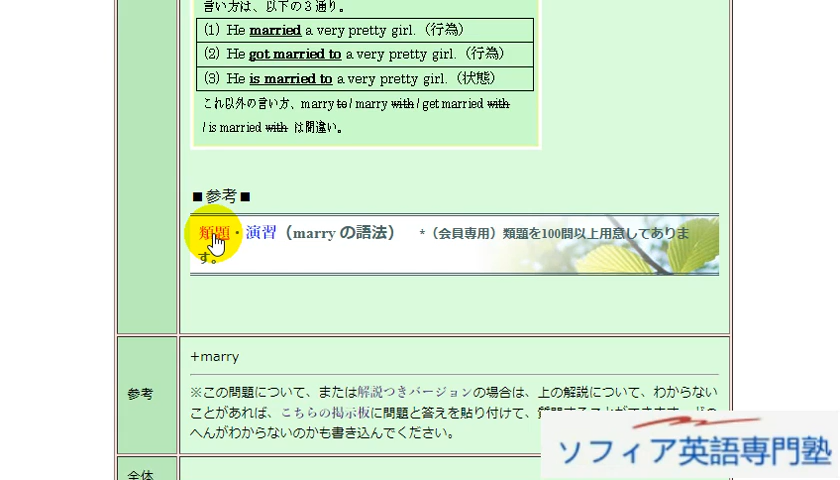 言い方は、以下の3通り。
(1) He married a very pretty girl.（行為）
(2) He got married to a very pretty girl.（行為）
(3) He is married to a very pretty girl.（状態）
これ以外の言い方、marry to / marry with / get married with
/ is married with は間違い。
■参考■
類題・演習（marry の語法） *（会員専用）類題を100問以上用意してありま
す。
+marry
参考
※この問題について、または解説つきバージョンの場合は、上の解説について、わからない
ことがあれば、こちらの掲示板に問題と答えを貼り付けて、
へんがわからないのかも書き込んでください。
ソフィア英語専門塾
全体